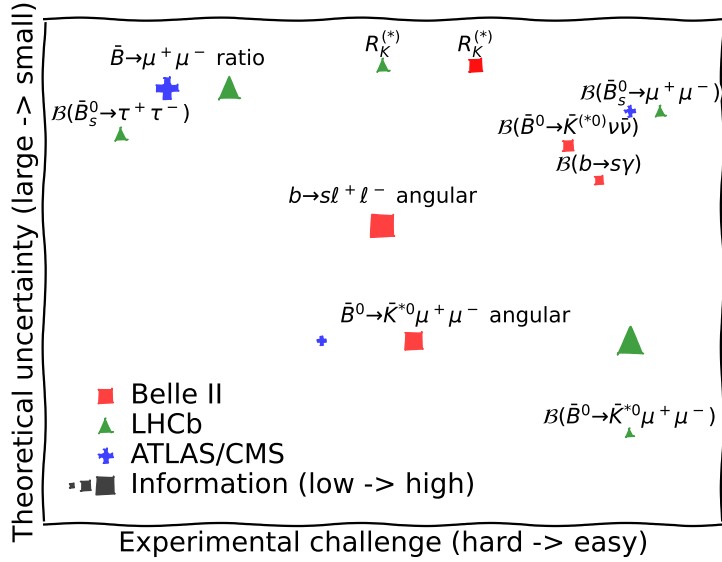 Theoretical uncertainty (large -> small)
R_K^{(*)}
R_K^{(*)}
B̄→μ⁺μ⁻ ratio
ℬ(B̄_s^0→μ⁺μ⁻)
ℬ(B̄_s^0→τ⁺τ⁻)
ℬ(B̄⁰→K̄^{(*0)}νν̄)
ℬ(b→sγ)
b→sℓ⁺ℓ⁻ angular
B̄⁰→K̄*⁰μ⁺μ⁻ angular
Belle II
ℬ(B̄⁰→K̄*⁰μ⁺μ⁻)
LHCb
ATLAS/CMS
Information (low -> high)
Experimental challenge (hard -> easy)